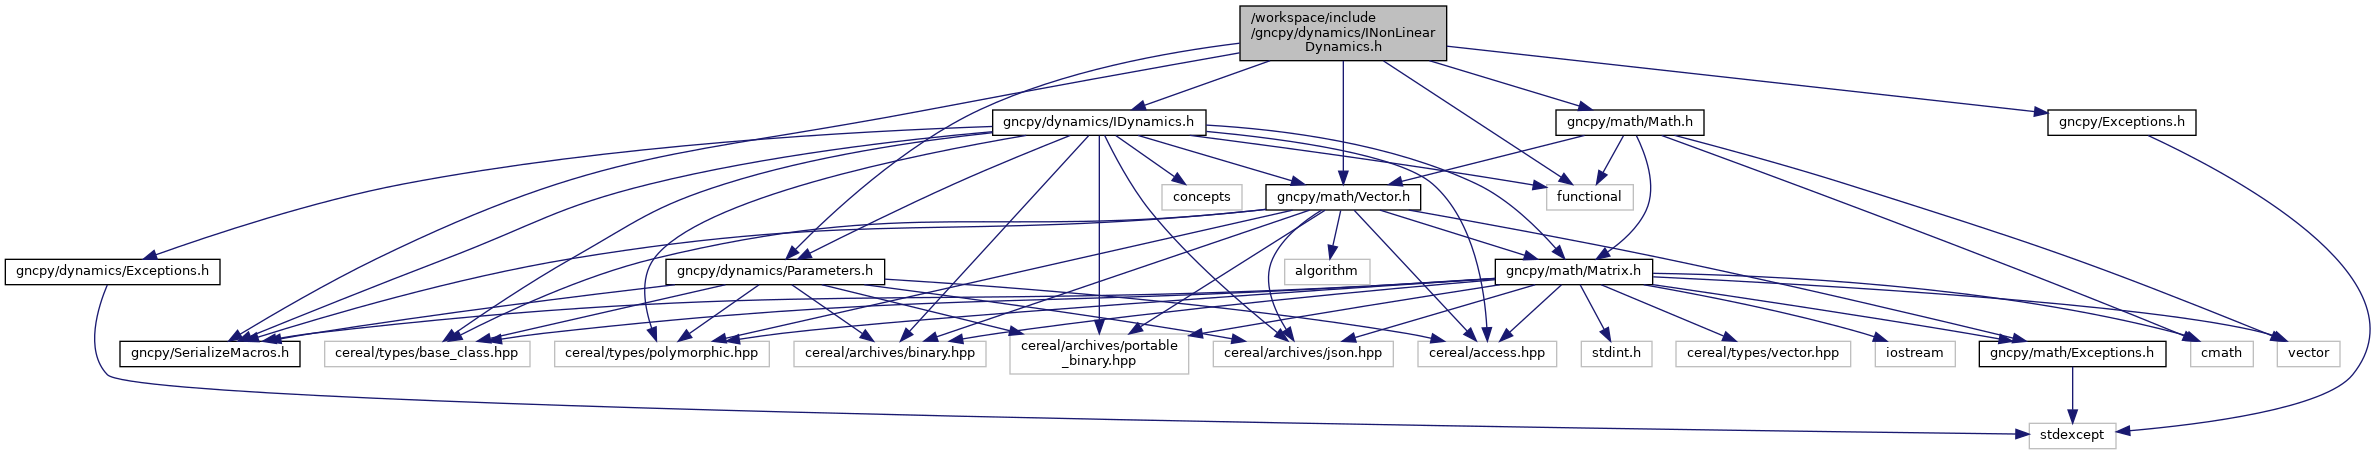 /workspace/include
/gncpy/dynamics/INonLinear
Dynamics.h
gncpy/dynamics/IDynamics.h
gncpy/math/Math.h
gncpy/Exceptions.h
concepts
gncpy/math/Vector.h
functional
gncpy/dynamics/Exceptions.h
gncpy/dynamics/Parameters.h
algorithm
gncpy/math/Matrix.h
gncpy/SerializeMacros.h
cereal/types/base_class.hpp
cereal/types/polymorphic.hpp
cereal/archives/binary.hpp
cereal/archives/portable
_binary.hpp
cereal/archives/json.hpp
cereal/access.hpp
stdint.h
cereal/types/vector.hpp
iostream
gncpy/math/Exceptions.h
cmath
vector
stdexcept